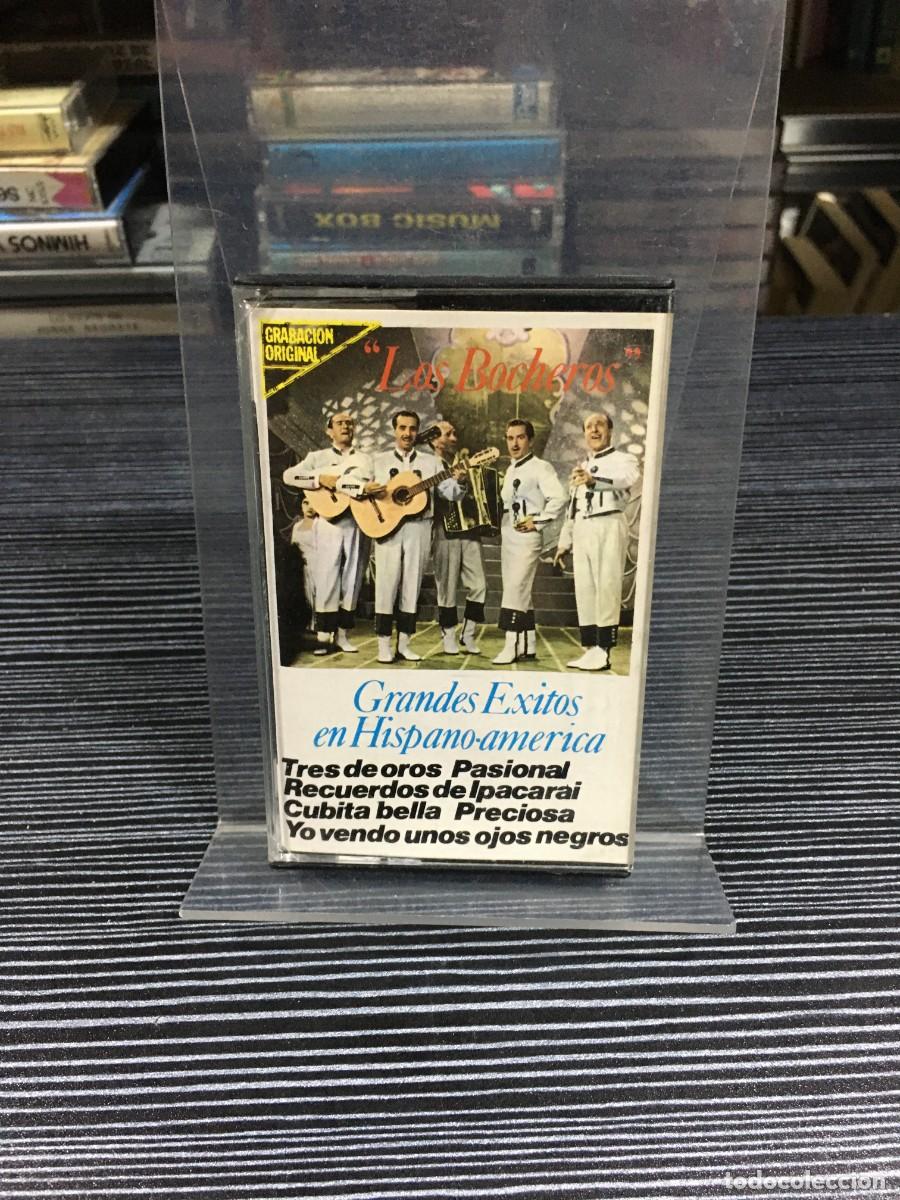 MUSIC BOX
HIMNOS Y
GRABACION
ORIGINAL
"Los Bocheros"
Grandes Exitos
en Hispano-america
Tres de oros Pasional
Recuerdos de Ipacarai
Cubita bella Preciosa
Yo vendo unos ojos negros
todocoleccion